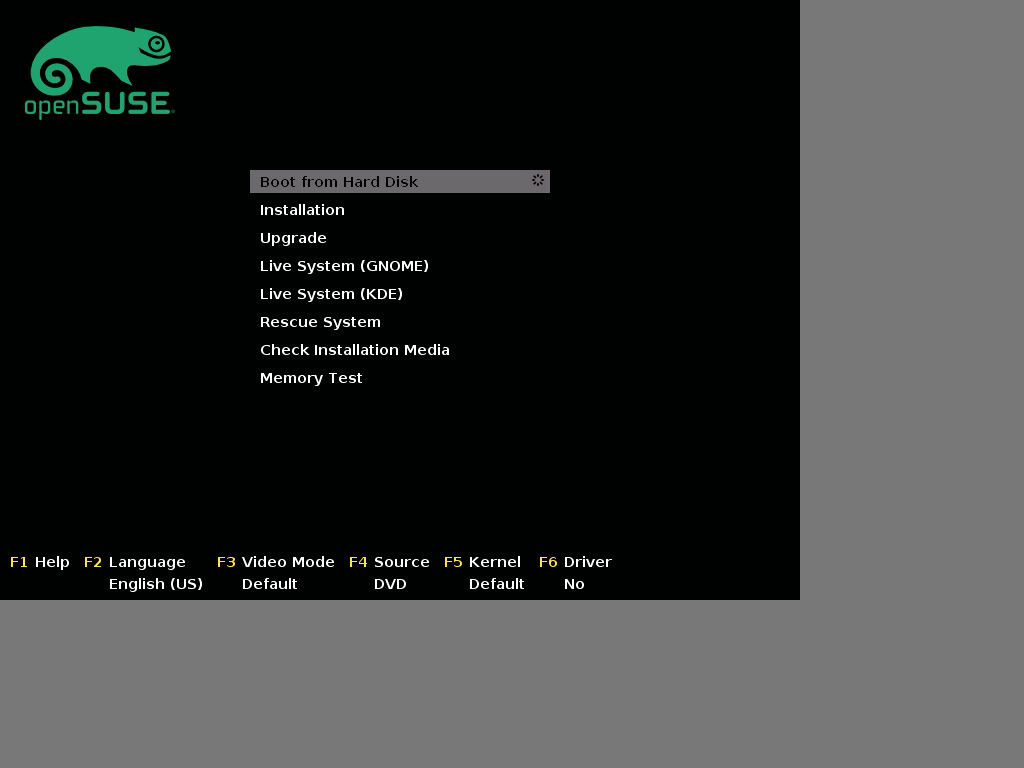 openSUSE
Boot from Hard Disk
Installation
Upgrade
Live System (GNOME)
Live System (KDE)
Rescue System
Check Installation Media
Memory Test
F1 Help F2 Language F3 Video Mode F4 Source F5 Kernel F6 Driver
English (US) Default DVD Default No